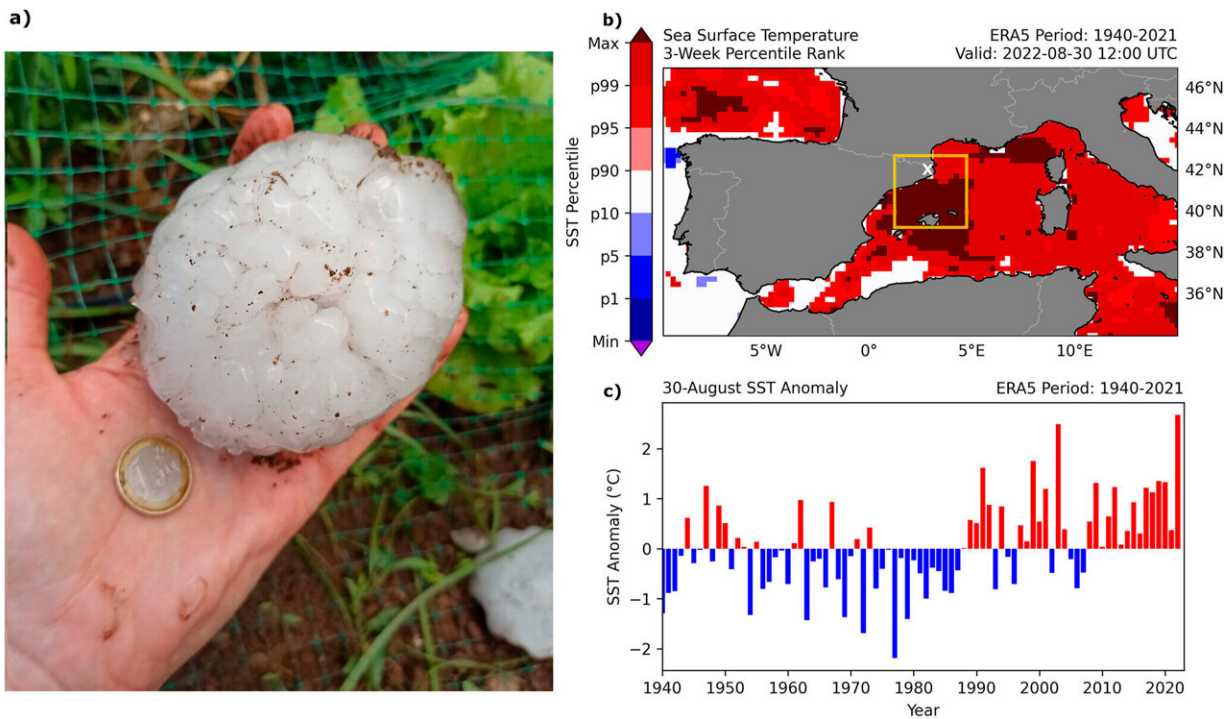 a)
b)
Sea Surface Temperature
3-Week Percentile Rank
ERA5 Period: 1940-2021
Valid: 2022-08-30 12:00 UTC
SST Percentile
Max
p99
p95
p90
p10
p5
p1
Min
X
46°N
44°N
42°N
40°N
38°N
36°N
5°W
0°
5°E
10°E
c)
30-August SST Anomaly
ERA5 Period: 1940-2021
SST Anomaly (°C)
2
1
0
−1
−2
1940
1950
1960
1970
1980
1990
2000
2010
2020
Year